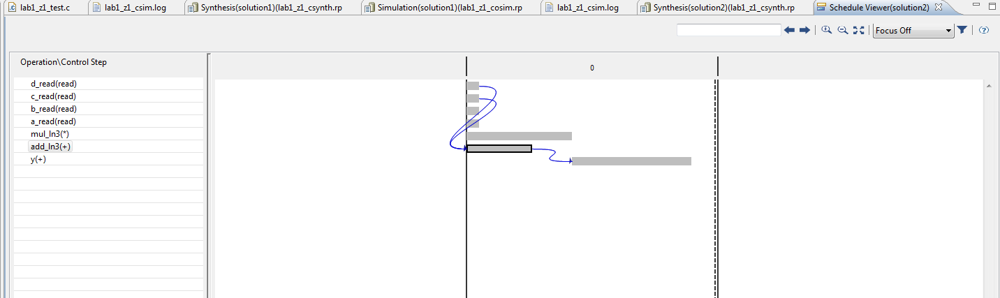 lab1_z1_test.c lab1_z1_csim.log Synthesis(solution1)(lab1_z1_csynth.rp Simulation(solution1)(lab1_z1_cosim.rp lab1_z1_csim.log Synthesis(solution2)(lab1_z1_csynth.rp Schedule Viewer(solution2)
Focus Off
Operation\Control Step 0
d_read(read)
c_read(read)
b_read(read)
a_read(read)
mul_ln3(*)
add_ln3(+)
y(+)